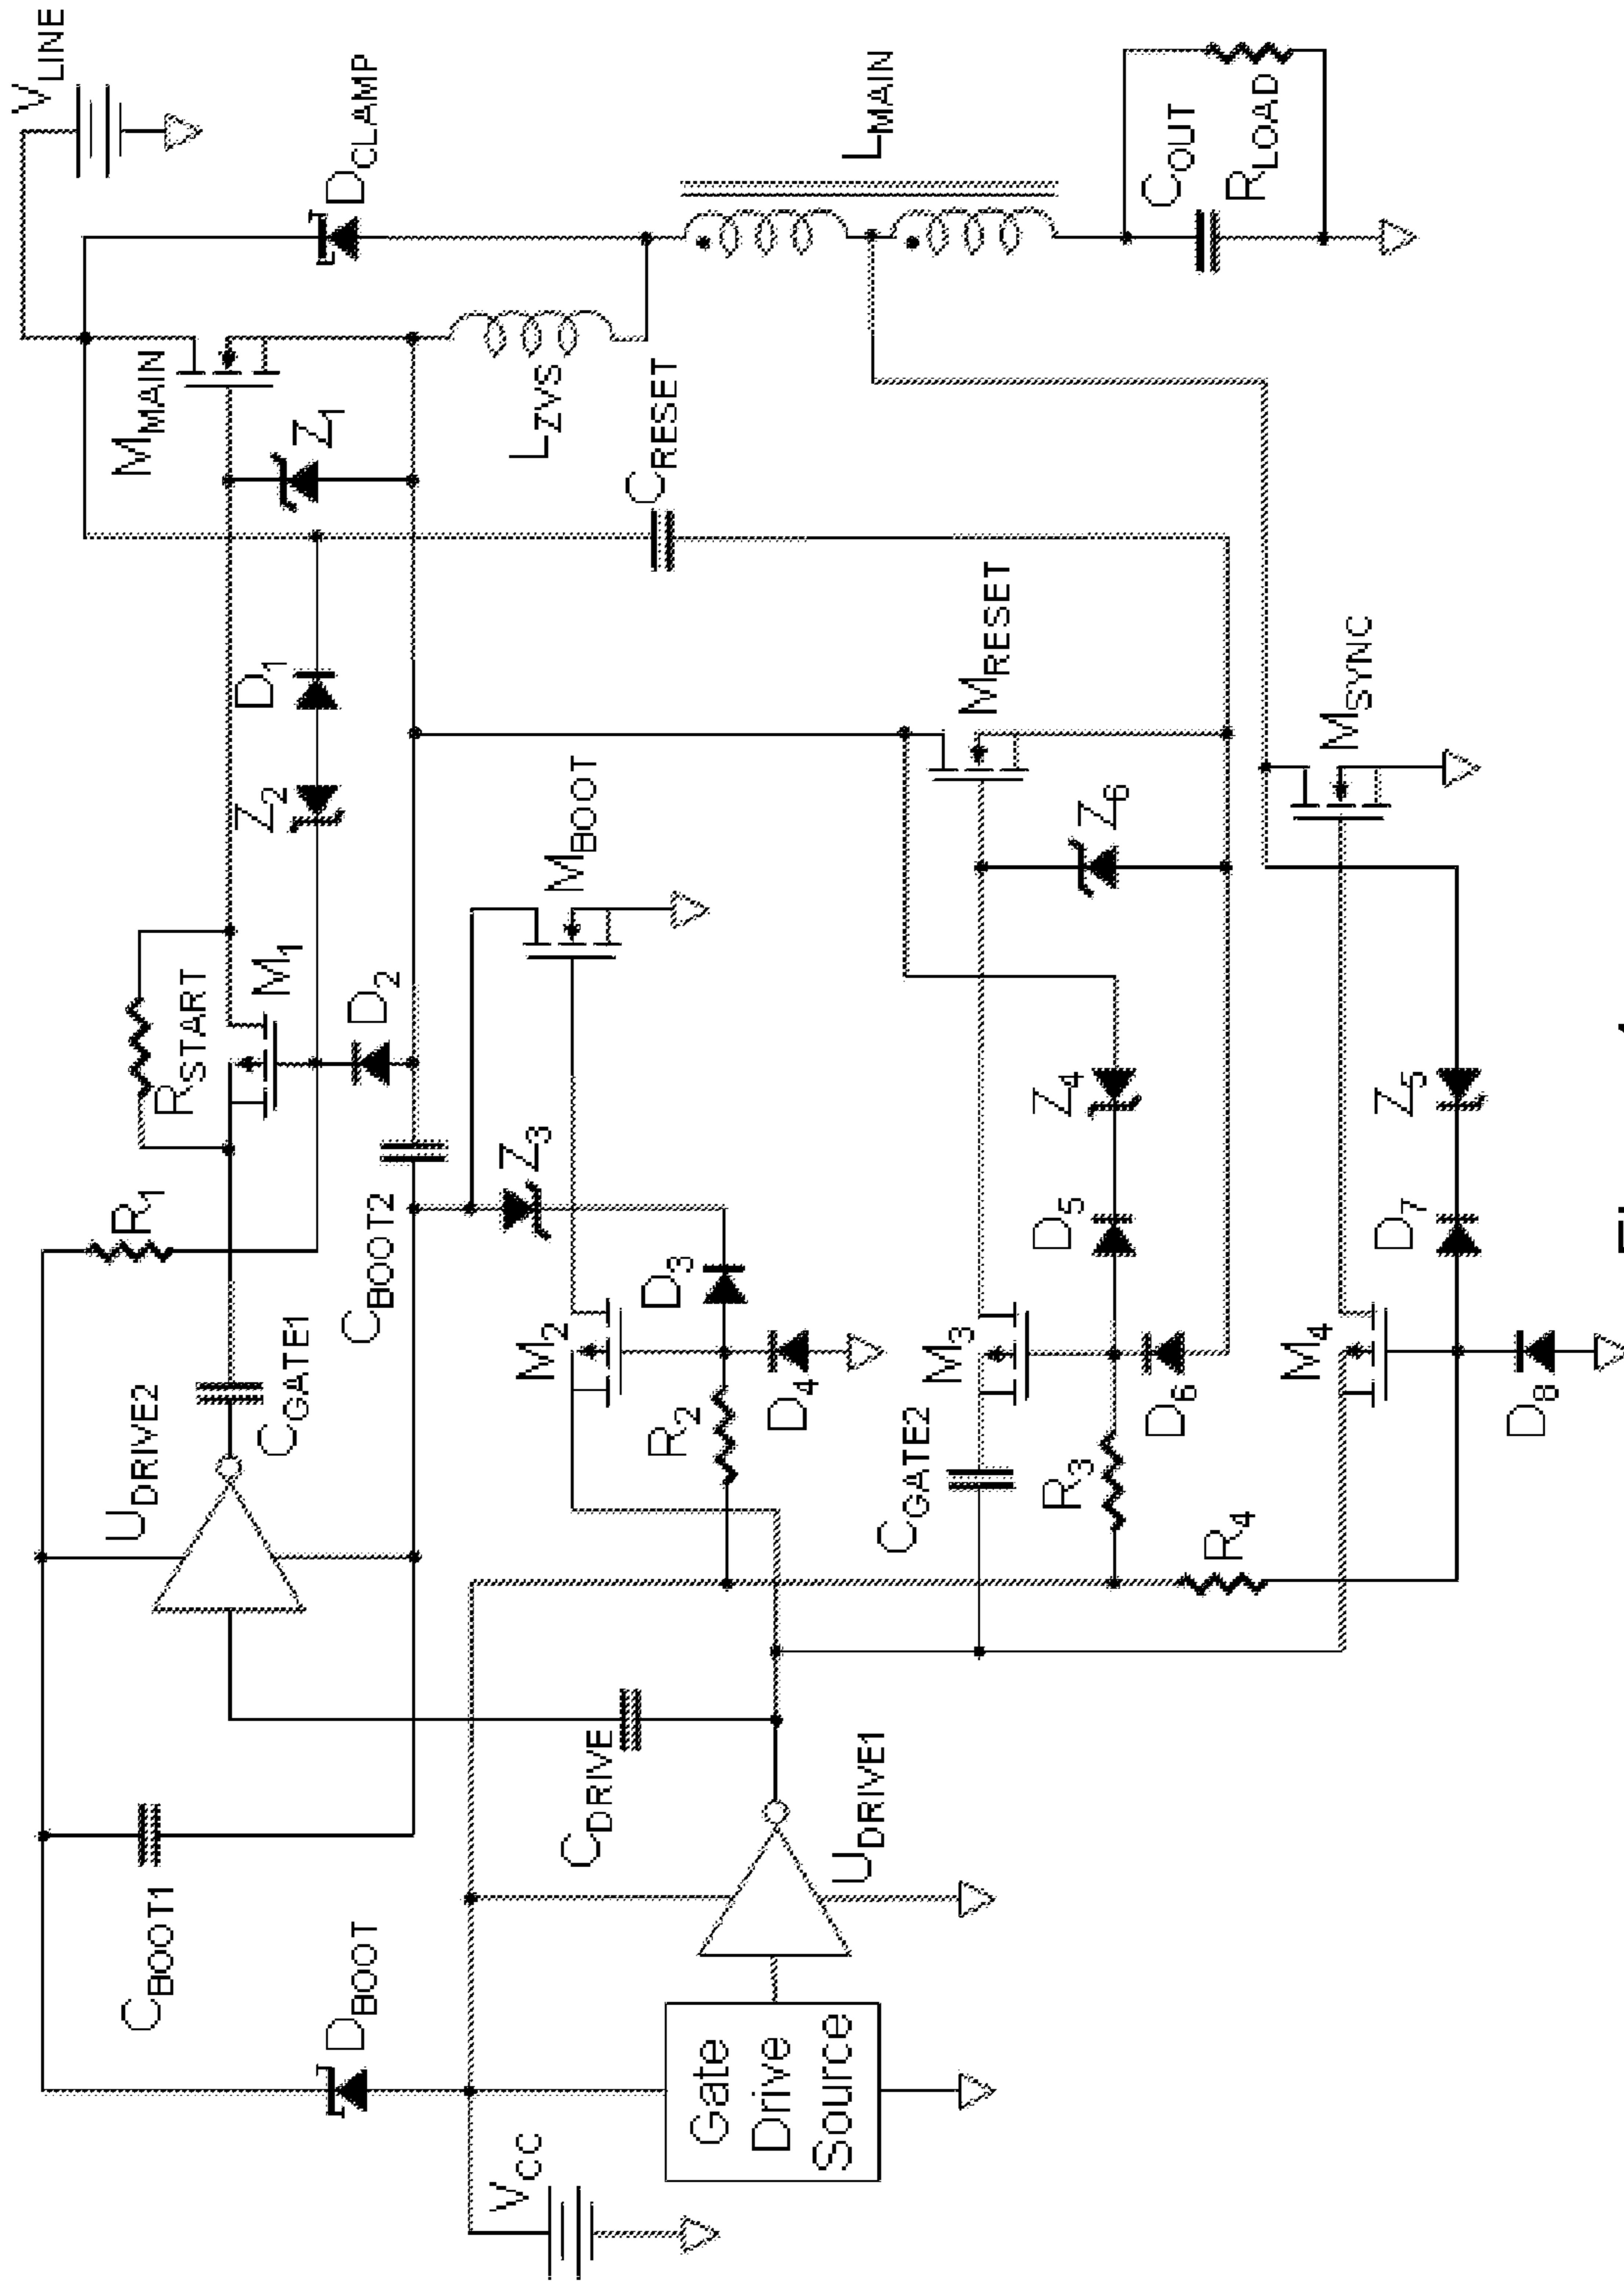 V_LINE
D_CLAMP
L_MAIN
C_OUT
R_LOAD
M_MAIN
Z_1
L_ZVS
C_RESET
D_1
Z_2
M_BOOT
M_RESET
Z_6
M_SYNC
R_START
M_1
D_2
R_1
C_BOOT2
Z_3
Z_4
Z_5
D_5
D_7
D_3
M_2
R_2
D_4
M_3
D_6
M_4
D_8
U_DRIVE2
C_GATE1
C_GATE2
R_3
R_4
C_BOOT1
D_BOOT
C_DRIVE
U_DRIVE1
Gate
Drive
Source
V_CC